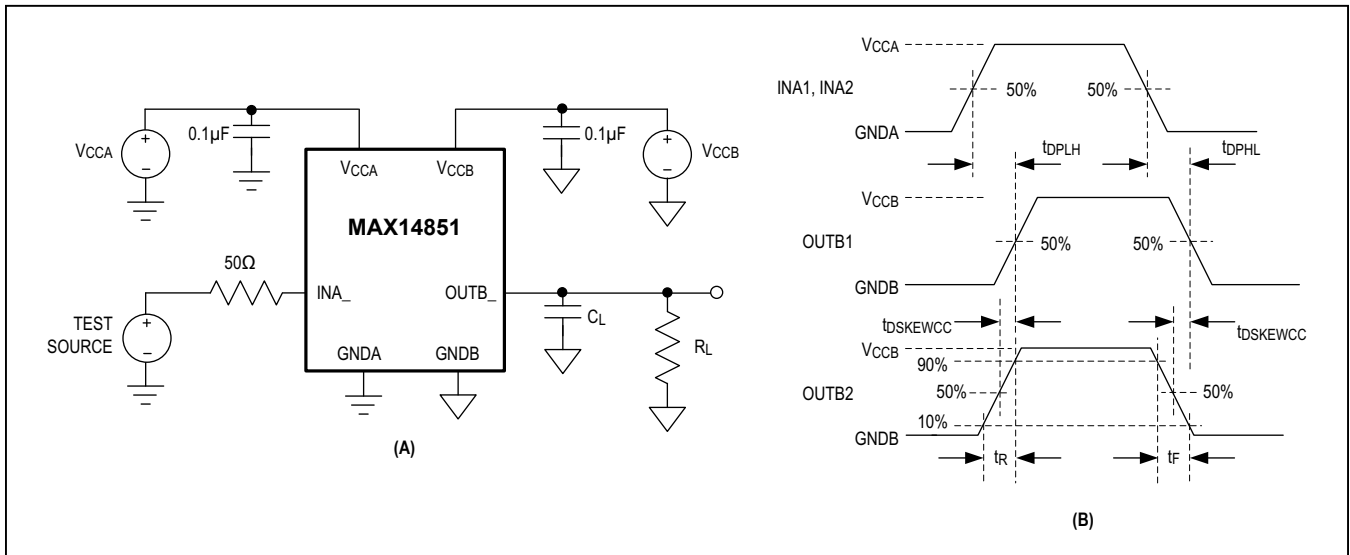 VCCA
0.1µF
VCCA
VCCB
0.1µF
VCCB
MAX14851
50Ω
TEST
SOURCE
INA_
OUTB_
GNDA
GNDB
CL
RL
(A)
VCCA
INA1, INA2
50%
50%
GNDA
tDPLH
tDPHL
VCCB
OUTB1
50%
50%
GNDB
tDSKEWCC
tDSKEWCC
VCCB
90%
OUTB2
50%
50%
10%
GNDB
tR
tF
(B)